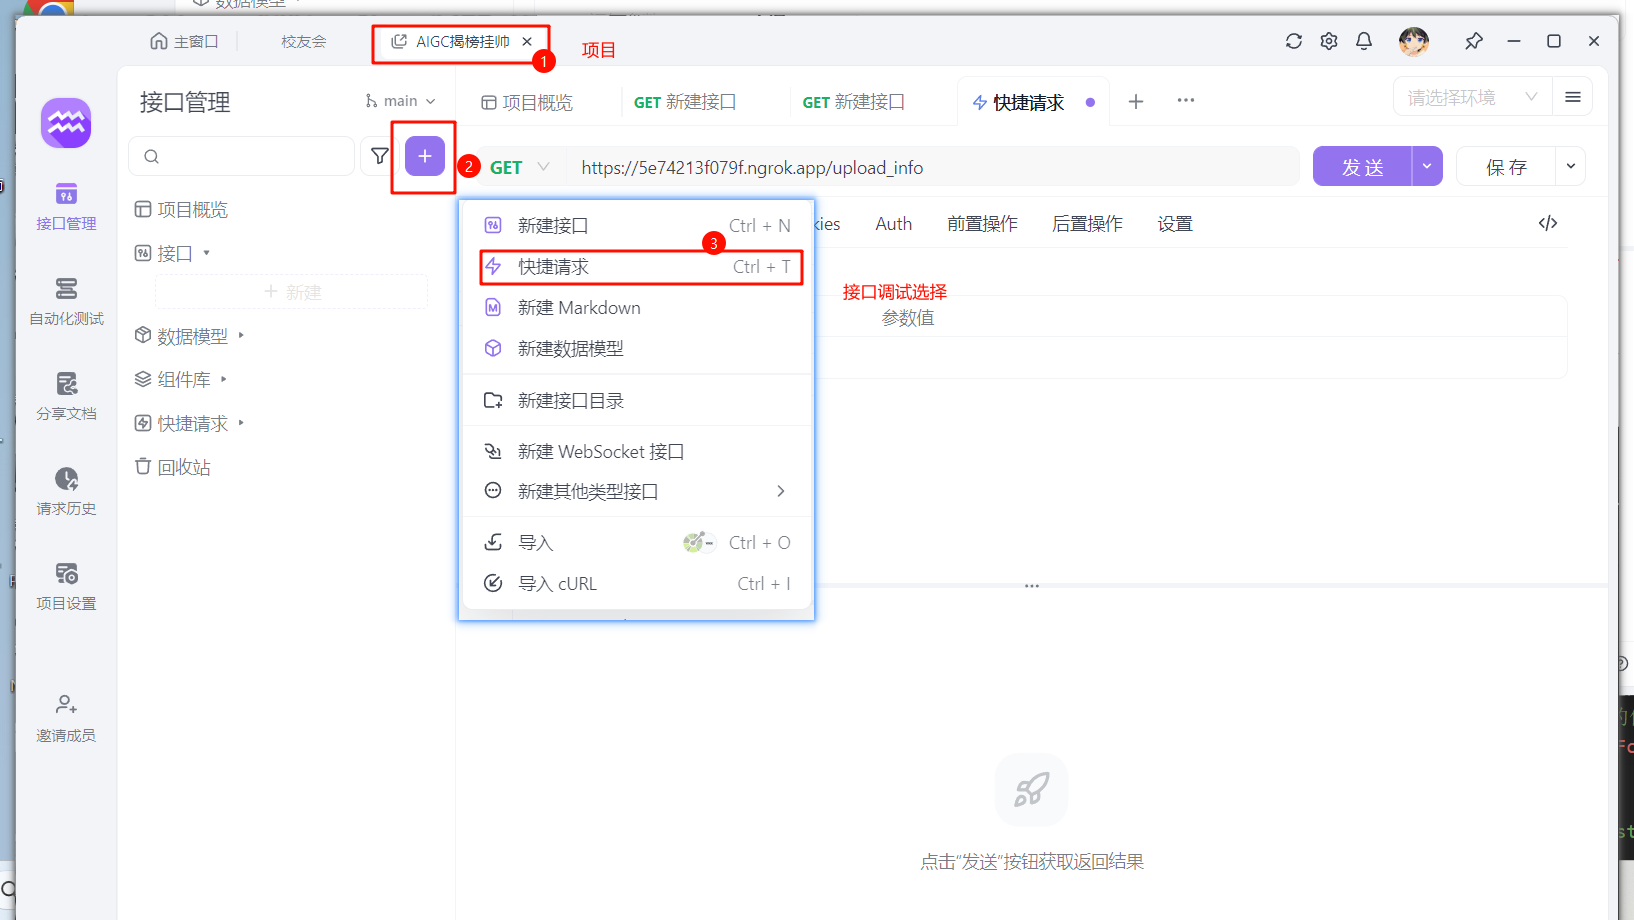 数据模型
主窗口
校友会
AIGC揭榜挂帅
1
项目
接口管理
main
项目概览
GET 新建接口
GET 新建接口
快捷请求
请选择环境
2
GET
https://5e74213f079f.ngrok.app/upload_info
发 送
保 存
接口管理
自动化测试
分享文档
请求历史
项目设置
邀请成员
项目概览
接口
新建
数据模型
组件库
快捷请求
回收站
新建接口
Ctrl + N
3
快捷请求
Ctrl + T
新建 Markdown
新建数据模型
新建接口目录
新建 WebSocket 接口
新建其他类型接口
导入
Ctrl + O
导入 cURL
Ctrl + I
kies
Auth
前置操作
后置操作
设置
接口调试选择
参数值
点击“发送”按钮获取返回结果